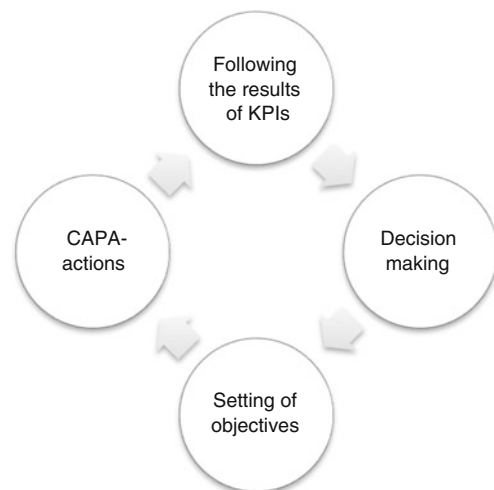 Following
the results
of KPIs
Decision
making
Setting of
objectives
CAPA-
actions